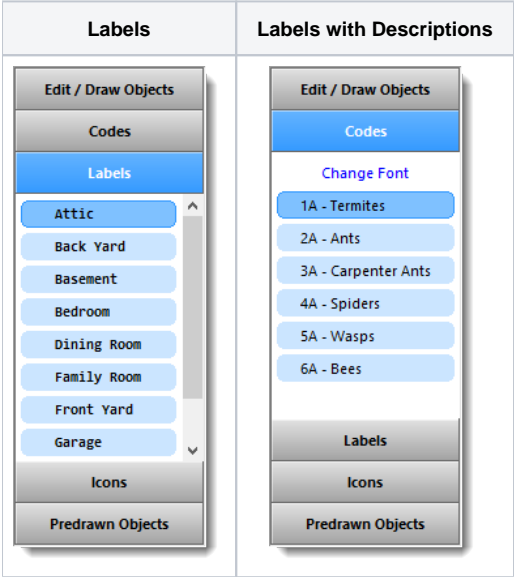 Labels
Labels with Descriptions
Edit / Draw Objects
Codes
Labels
Attic
Back Yard
Basement
Bedroom
Dining Room
Family Room
Front Yard
Garage
Icons
Predrawn Objects
Edit / Draw Objects
Codes
Change Font
1A - Termites
2A - Ants
3A - Carpenter Ants
4A - Spiders
5A - Wasps
6A - Bees
Labels
Icons
Predrawn Objects